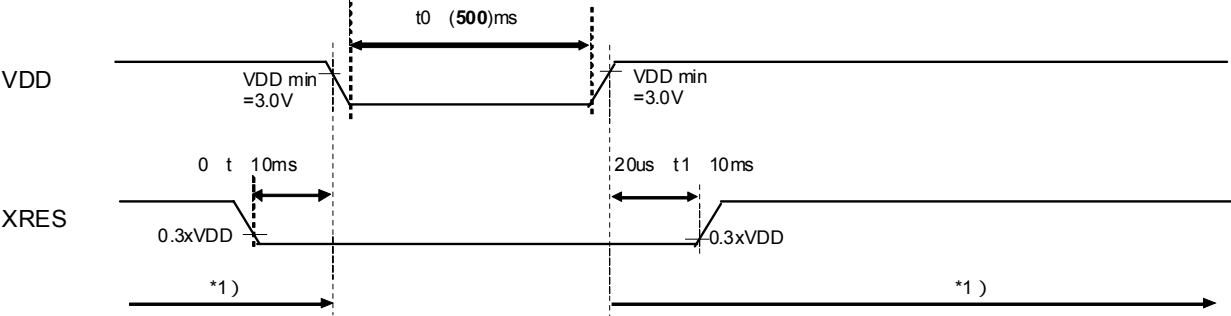 t0 (500)ms
VDD
VDD min
=3.0V
VDD min
=3.0V
0 t 10ms
20us t1 10ms
XRES
0.3xVDD
0.3xVDD
*1)
*1)